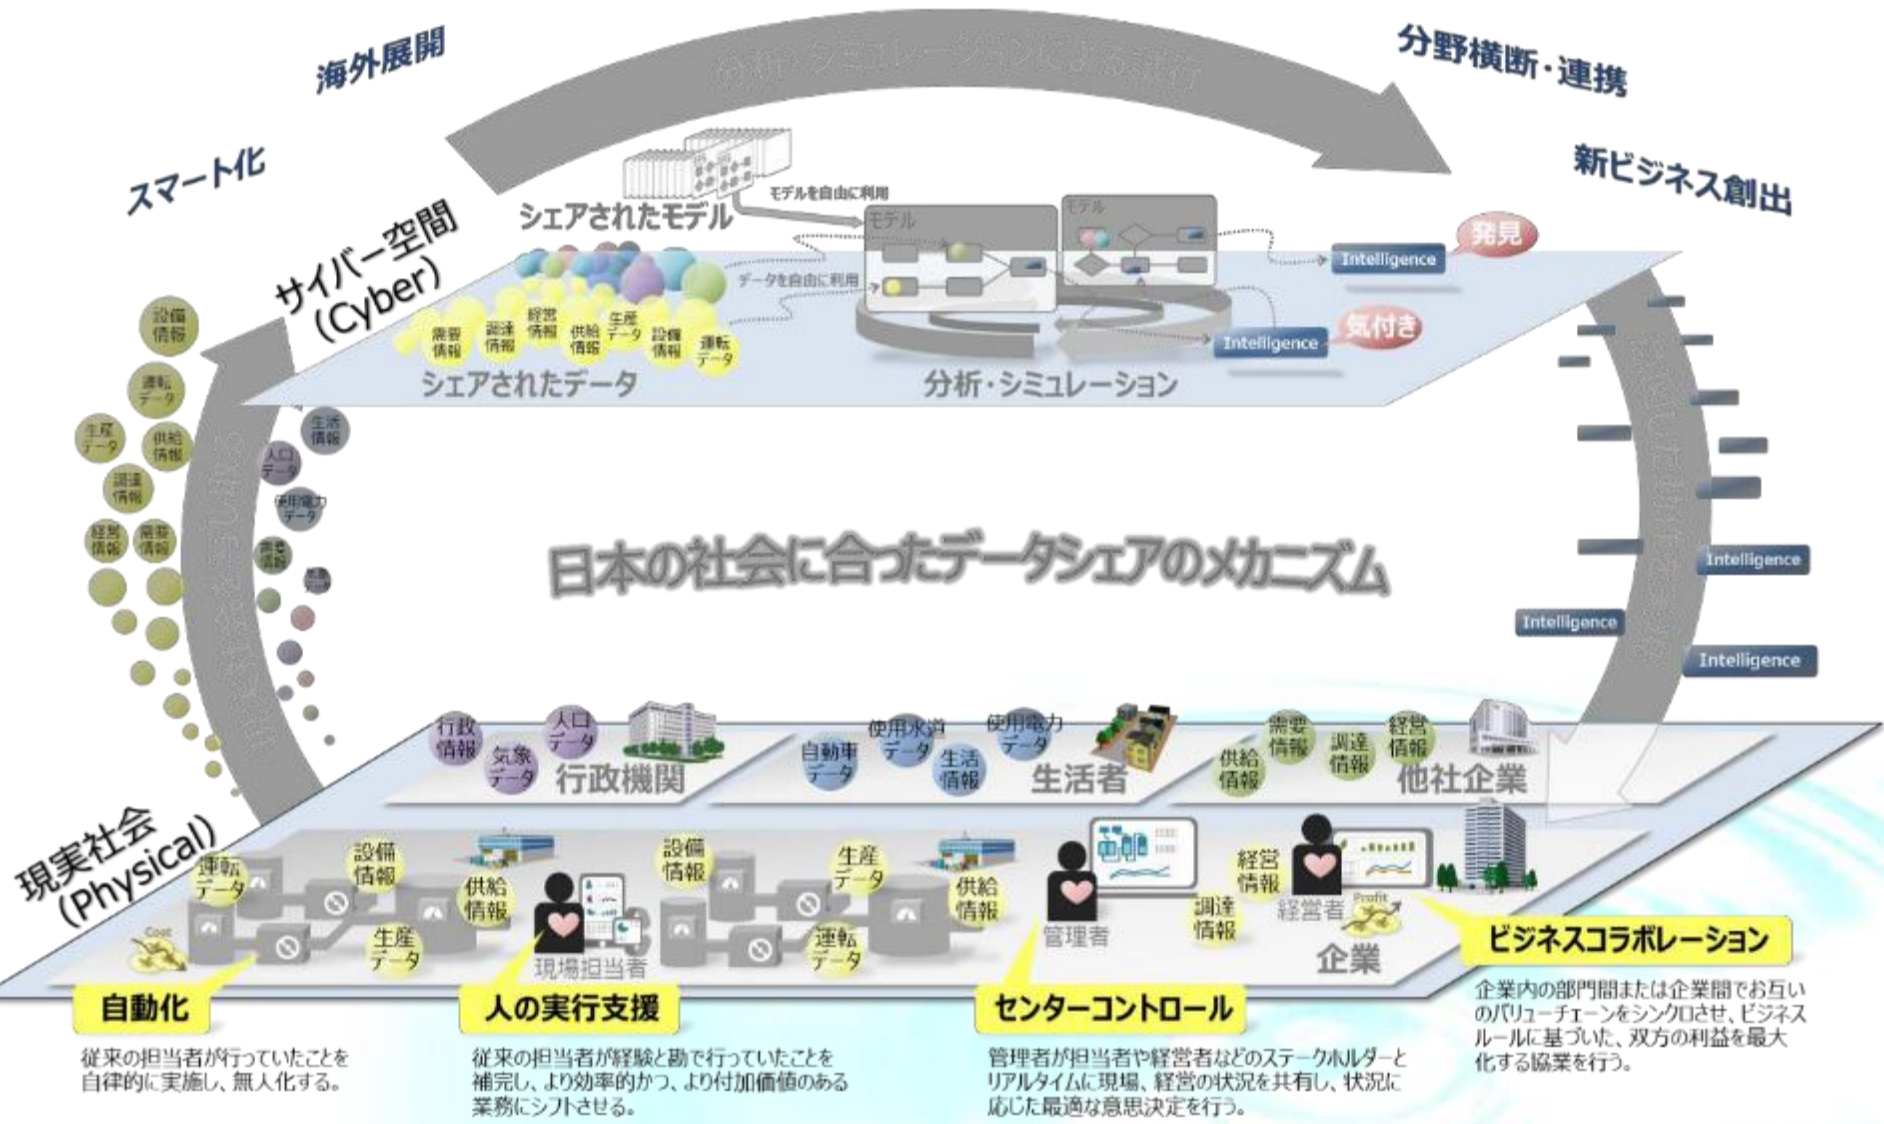 海外展開
分析・シミュレーションによる試行
分野横断・連携
スマート化
新ビジネス創出
サイバー空間
(Cyber)
シェアされたモデル
モデルを自由に利用
モデル
モデル
データを自由に利用
Intelligence
発見
Intelligence
気付き
需要
情報
調達
情報
経営
情報
供給
情報
生産
データ
設備
情報
運転
データ
シェアされたデータ
分析・シミュレーション
設備
情報
運転
データ
生産
データ
供給
情報
調達
情報
経営
情報
需要
情報
生活
情報
人口
データ
使用電力
データ
需要
情報
日本の社会に合ったデータシェアのメカニズム
Intelligence
Intelligence
Intelligence
現実社会
(Physical)
行政
情報
気象
データ
人口
データ
行政機関
自動車
データ
使用水道
データ
生活
情報
使用電力
データ
生活者
供給
情報
需要
情報
調達
情報
経営
情報
他社企業
運転
データ
設備
情報
供給
情報
生産
データ
Cost
現場担当者
設備
情報
生産
データ
供給
情報
運転
データ
管理者
調達
情報
経営
情報
経営者
Profit
企業
自動化
従来の担当者が行っていたことを
自律的に実施し、無人化する。
人の実行支援
従来の担当者が経験と勘で行っていたことを
補完し、より効率的かつ、より付加価値のある
業務にシフトさせる。
センターコントロール
管理者が担当者や経営者などのステークホルダーと
リアルタイムに現場、経営の状況を共有し、状況に
応じた最適な意思決定を行う。
ビジネスコラボレーション
企業内の部門間または企業間でお互い
のバリューチェーンをシンクロさせ、ビジネス
ルールに基づいた、双方の利益を最大
化する協業を行う。